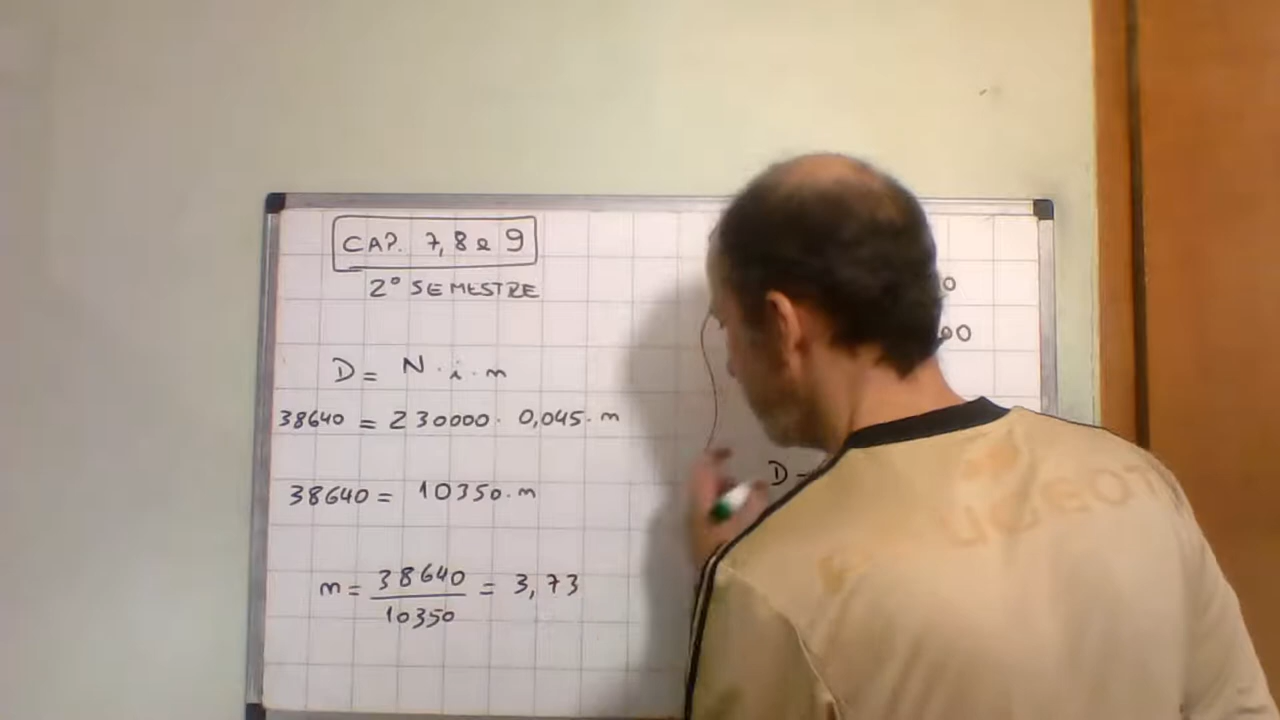 CAP. 7, 8 e 9
2° SEMESTRE
D = N . i . n
38640 = 230000 . 0,045 . n
38640 = 10350 . n
n = 38640 / 10350 = 3,73
D =